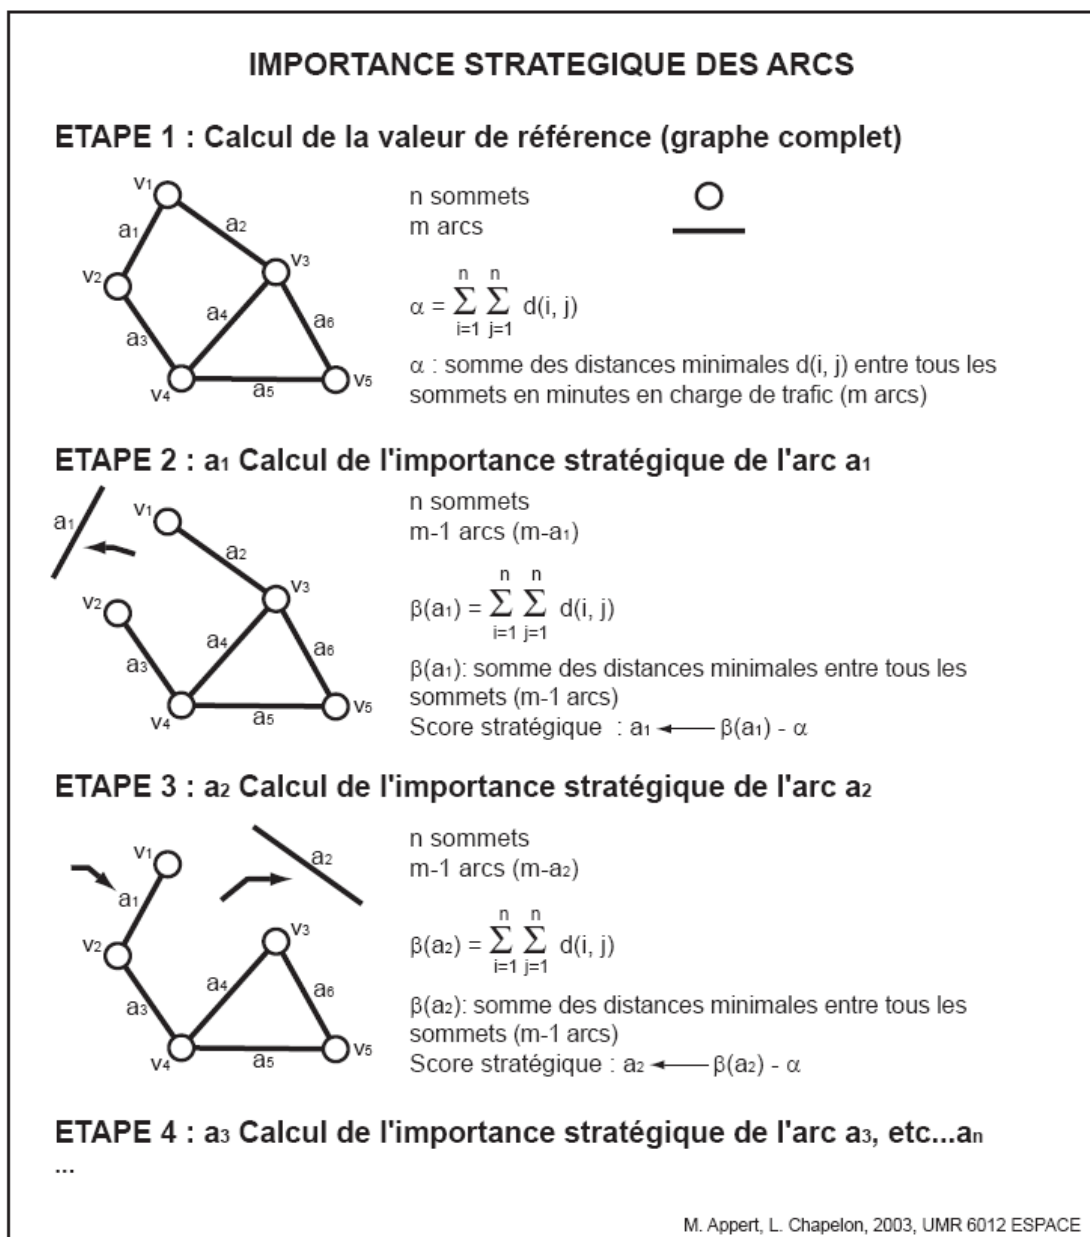 IMPORTANCE STRATEGIQUE DES ARCS
ETAPE 1 : Calcul de la valeur de référence (graphe complet)
v1
a1
a2
v2
v3
a3
a4
a6
v4
a5
v5
n sommets
m arcs
n n
α = Σ Σ d(i, j)
i=1 j=1
α : somme des distances minimales d(i, j) entre tous les
sommets en minutes en charge de trafic (m arcs)
ETAPE 2 : a1 Calcul de l'importance stratégique de l'arc a1
a1
v1
a2
v2
v3
a3
a4
a6
v4
a5
v5
n sommets
m-1 arcs (m-a1)
n n
β(a1) = Σ Σ d(i, j)
i=1 j=1
β(a1): somme des distances minimales entre tous les
sommets (m-1 arcs)
Score stratégique : a1 ← β(a1) - α
ETAPE 3 : a2 Calcul de l'importance stratégique de l'arc a2
v1
a1
a2
v2
v3
a3
a4
a6
v4
a5
v5
n sommets
m-1 arcs (m-a2)
n n
β(a2) = Σ Σ d(i, j)
i=1 j=1
β(a2): somme des distances minimales entre tous les
sommets (m-1 arcs)
Score stratégique : a2 ← β(a2) - α
ETAPE 4 : a3 Calcul de l'importance stratégique de l'arc a3, etc...an
...
M. Appert, L. Chapelon, 2003, UMR 6012 ESPACE